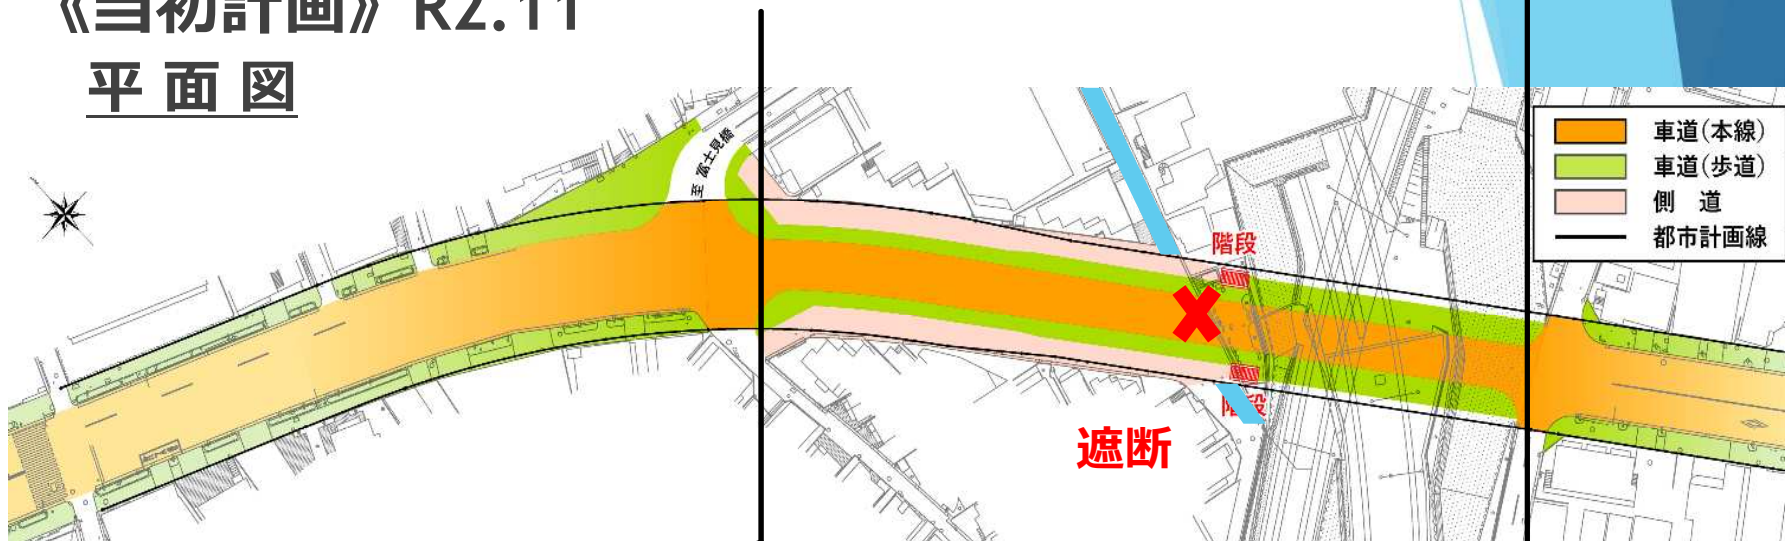 《当初計画》R2.11
平面図
至 富士見橋
階段
階段
遮断
車道(本線)
車道(歩道)
側 道
都市計画線